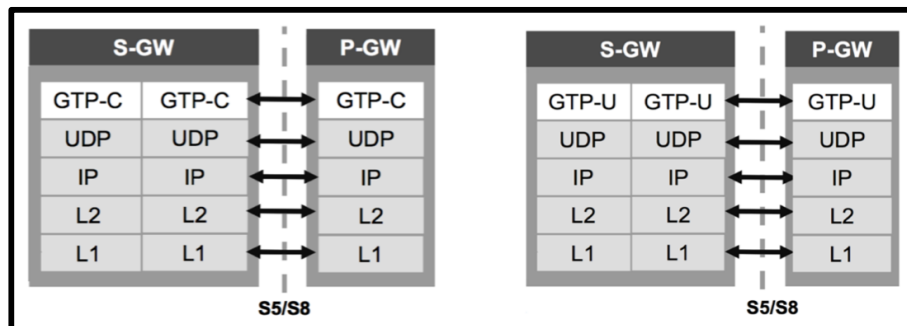 S-GW P-GW S-GW P-GW
GTP-C GTP-C GTP-C GTP-U GTP-U GTP-U
UDP UDP UDP UDP UDP UDP
IP IP IP IP IP IP
L2 L2 L2 L2 L2 L2
L1 L1 L1 L1 L1 L1
S5/S8 S5/S8